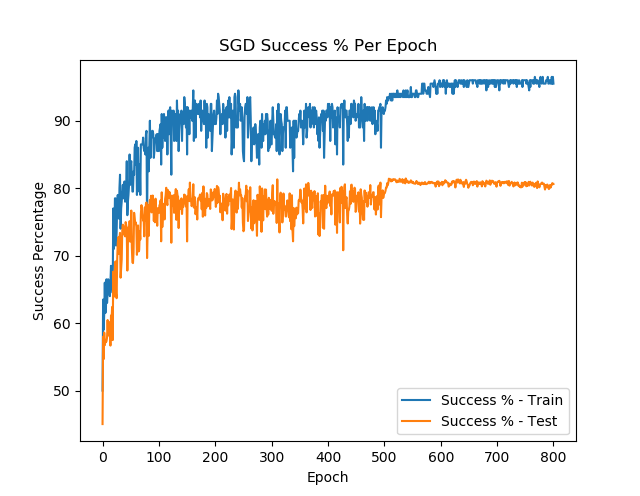 SGD Success % Per Epoch
Success Percentage
90
80
70
60
50
0 100 200 300 400 500 600 700 800
Epoch
Success % - Train
Success % - Test